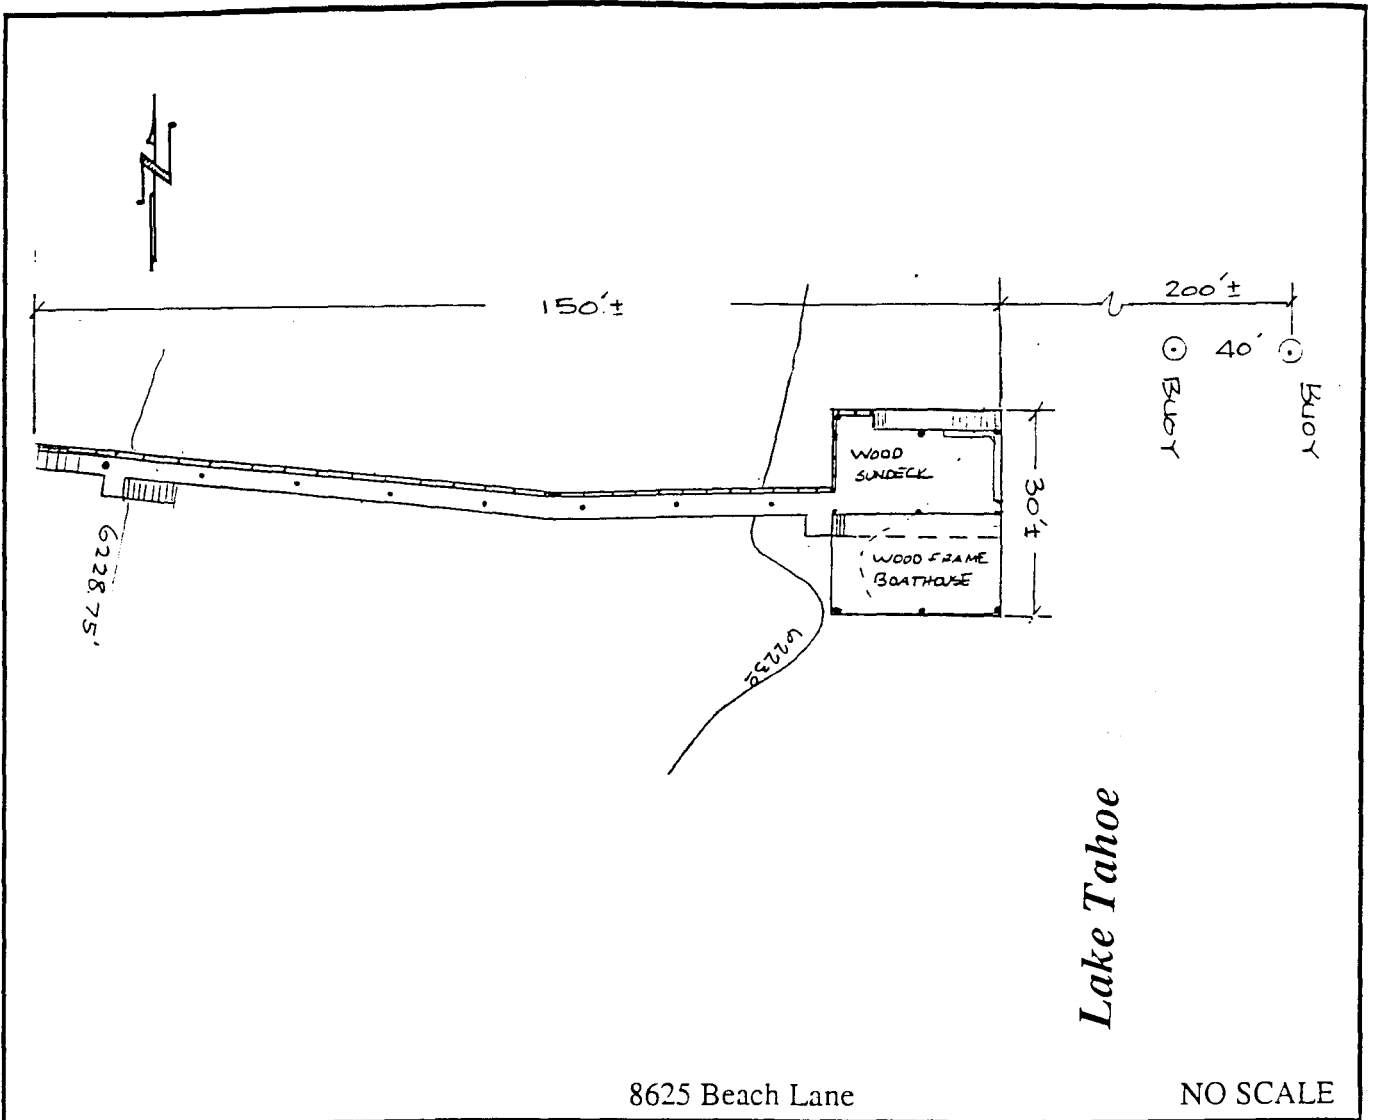 N
150'±
200'±
40'
BUOY
BUOY
WOOD
SUNDECK
30'±
WOOD FRAME
BOATHOUSE
6228.75'
6223.0
Lake Tahoe
8625 Beach Lane
NO SCALE